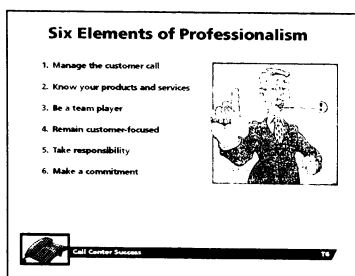 Six Elements of Professionalism
1. Manage the customer call
2. Know your products and services
3. Be a team player
4. Remain customer-focused
5. Take responsibility
6. Make a commitment
Call Center Success
T6